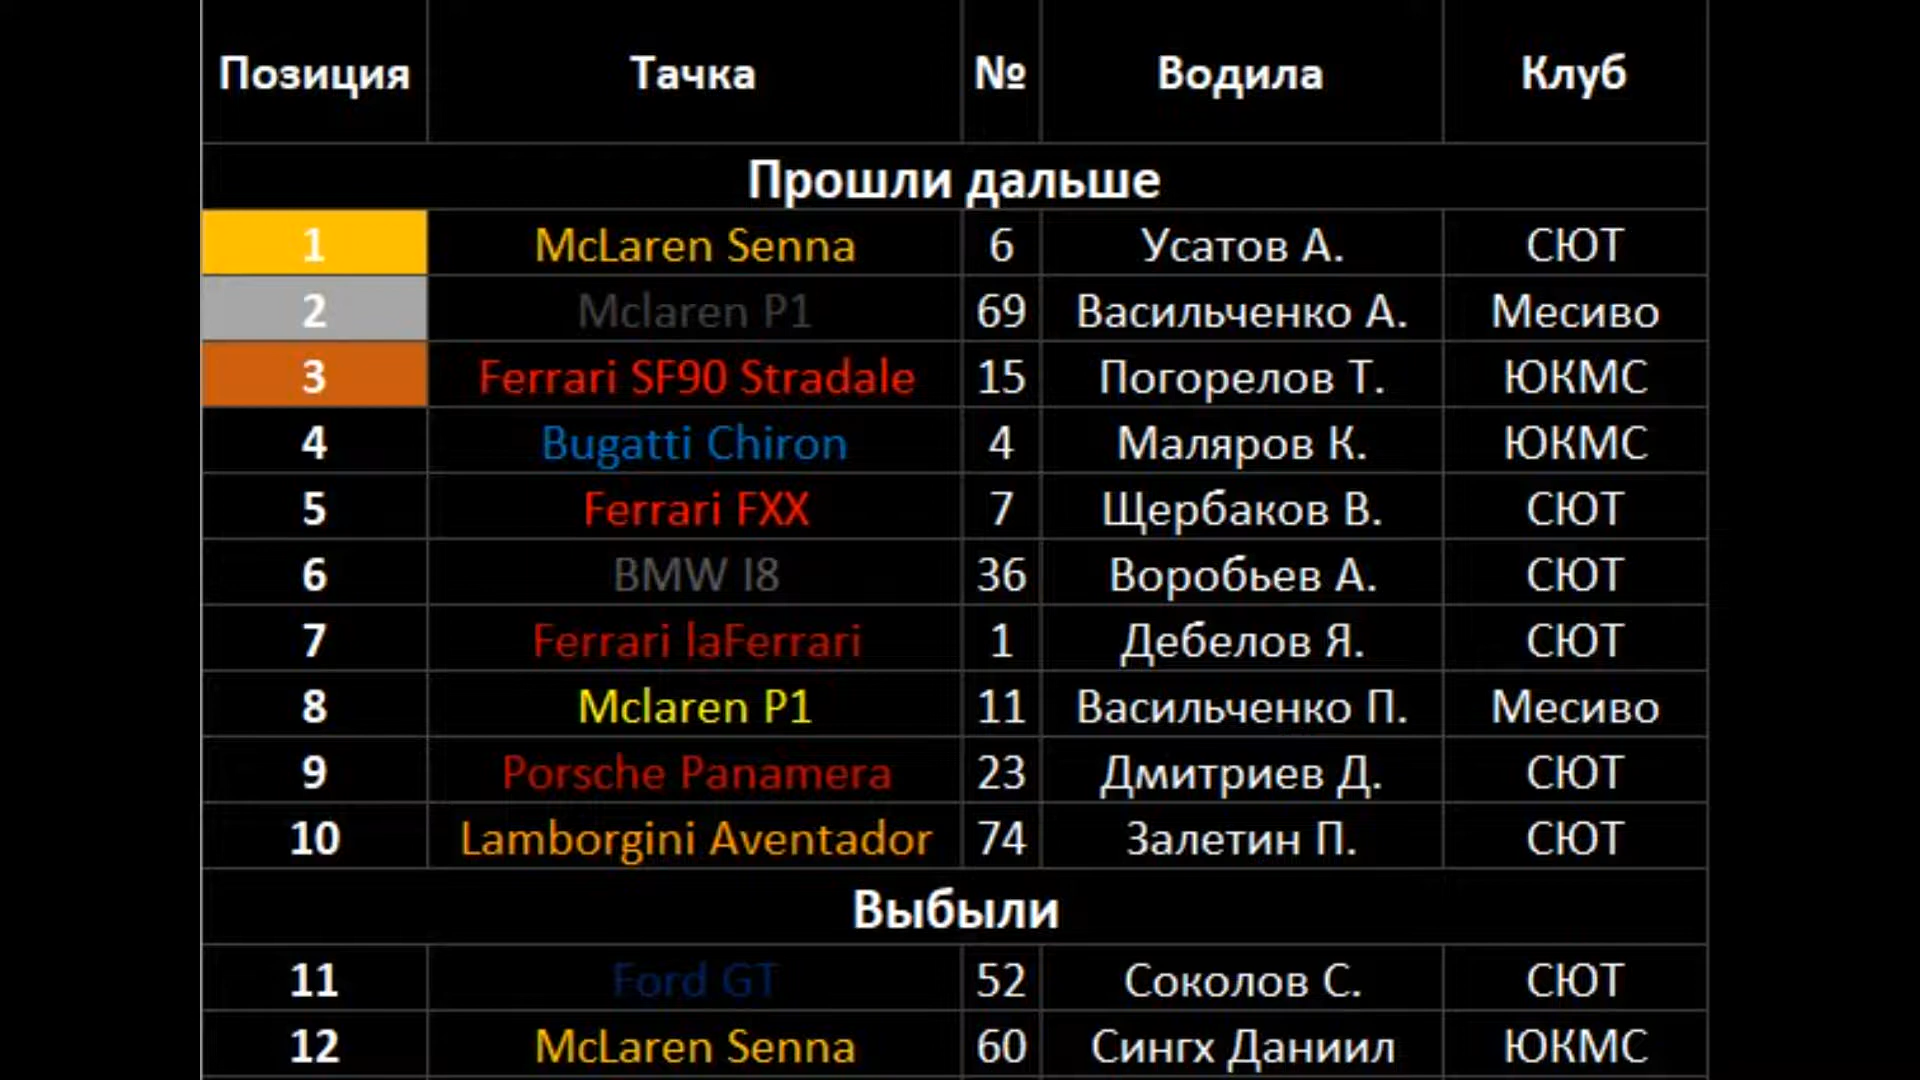 Позиция Тачка № Водила Клуб
Прошли дальше
1 McLaren Senna 6 Усатов А. СЮТ
2 Mclaren P1 69 Васильченко А. Месиво
3 Ferrari SF90 Stradale 15 Погорелов Т. ЮКМС
4 Bugatti Chiron 4 Маляров К. ЮКМС
5 Ferrari FXX 7 Щербаков В. СЮТ
6 BMW I8 36 Воробьев А. СЮТ
7 Ferrari laFerrari 1 Дебелов Я. СЮТ
8 Mclaren P1 11 Васильченко П. Месиво
9 Porsche Panamera 23 Дмитриев Д. СЮТ
10 Lamborgini Aventador 74 Залетин П. СЮТ
Выбыли
11 Ford GT 52 Соколов С. СЮТ
12 McLaren Senna 60 Сингх Даниил ЮКМС